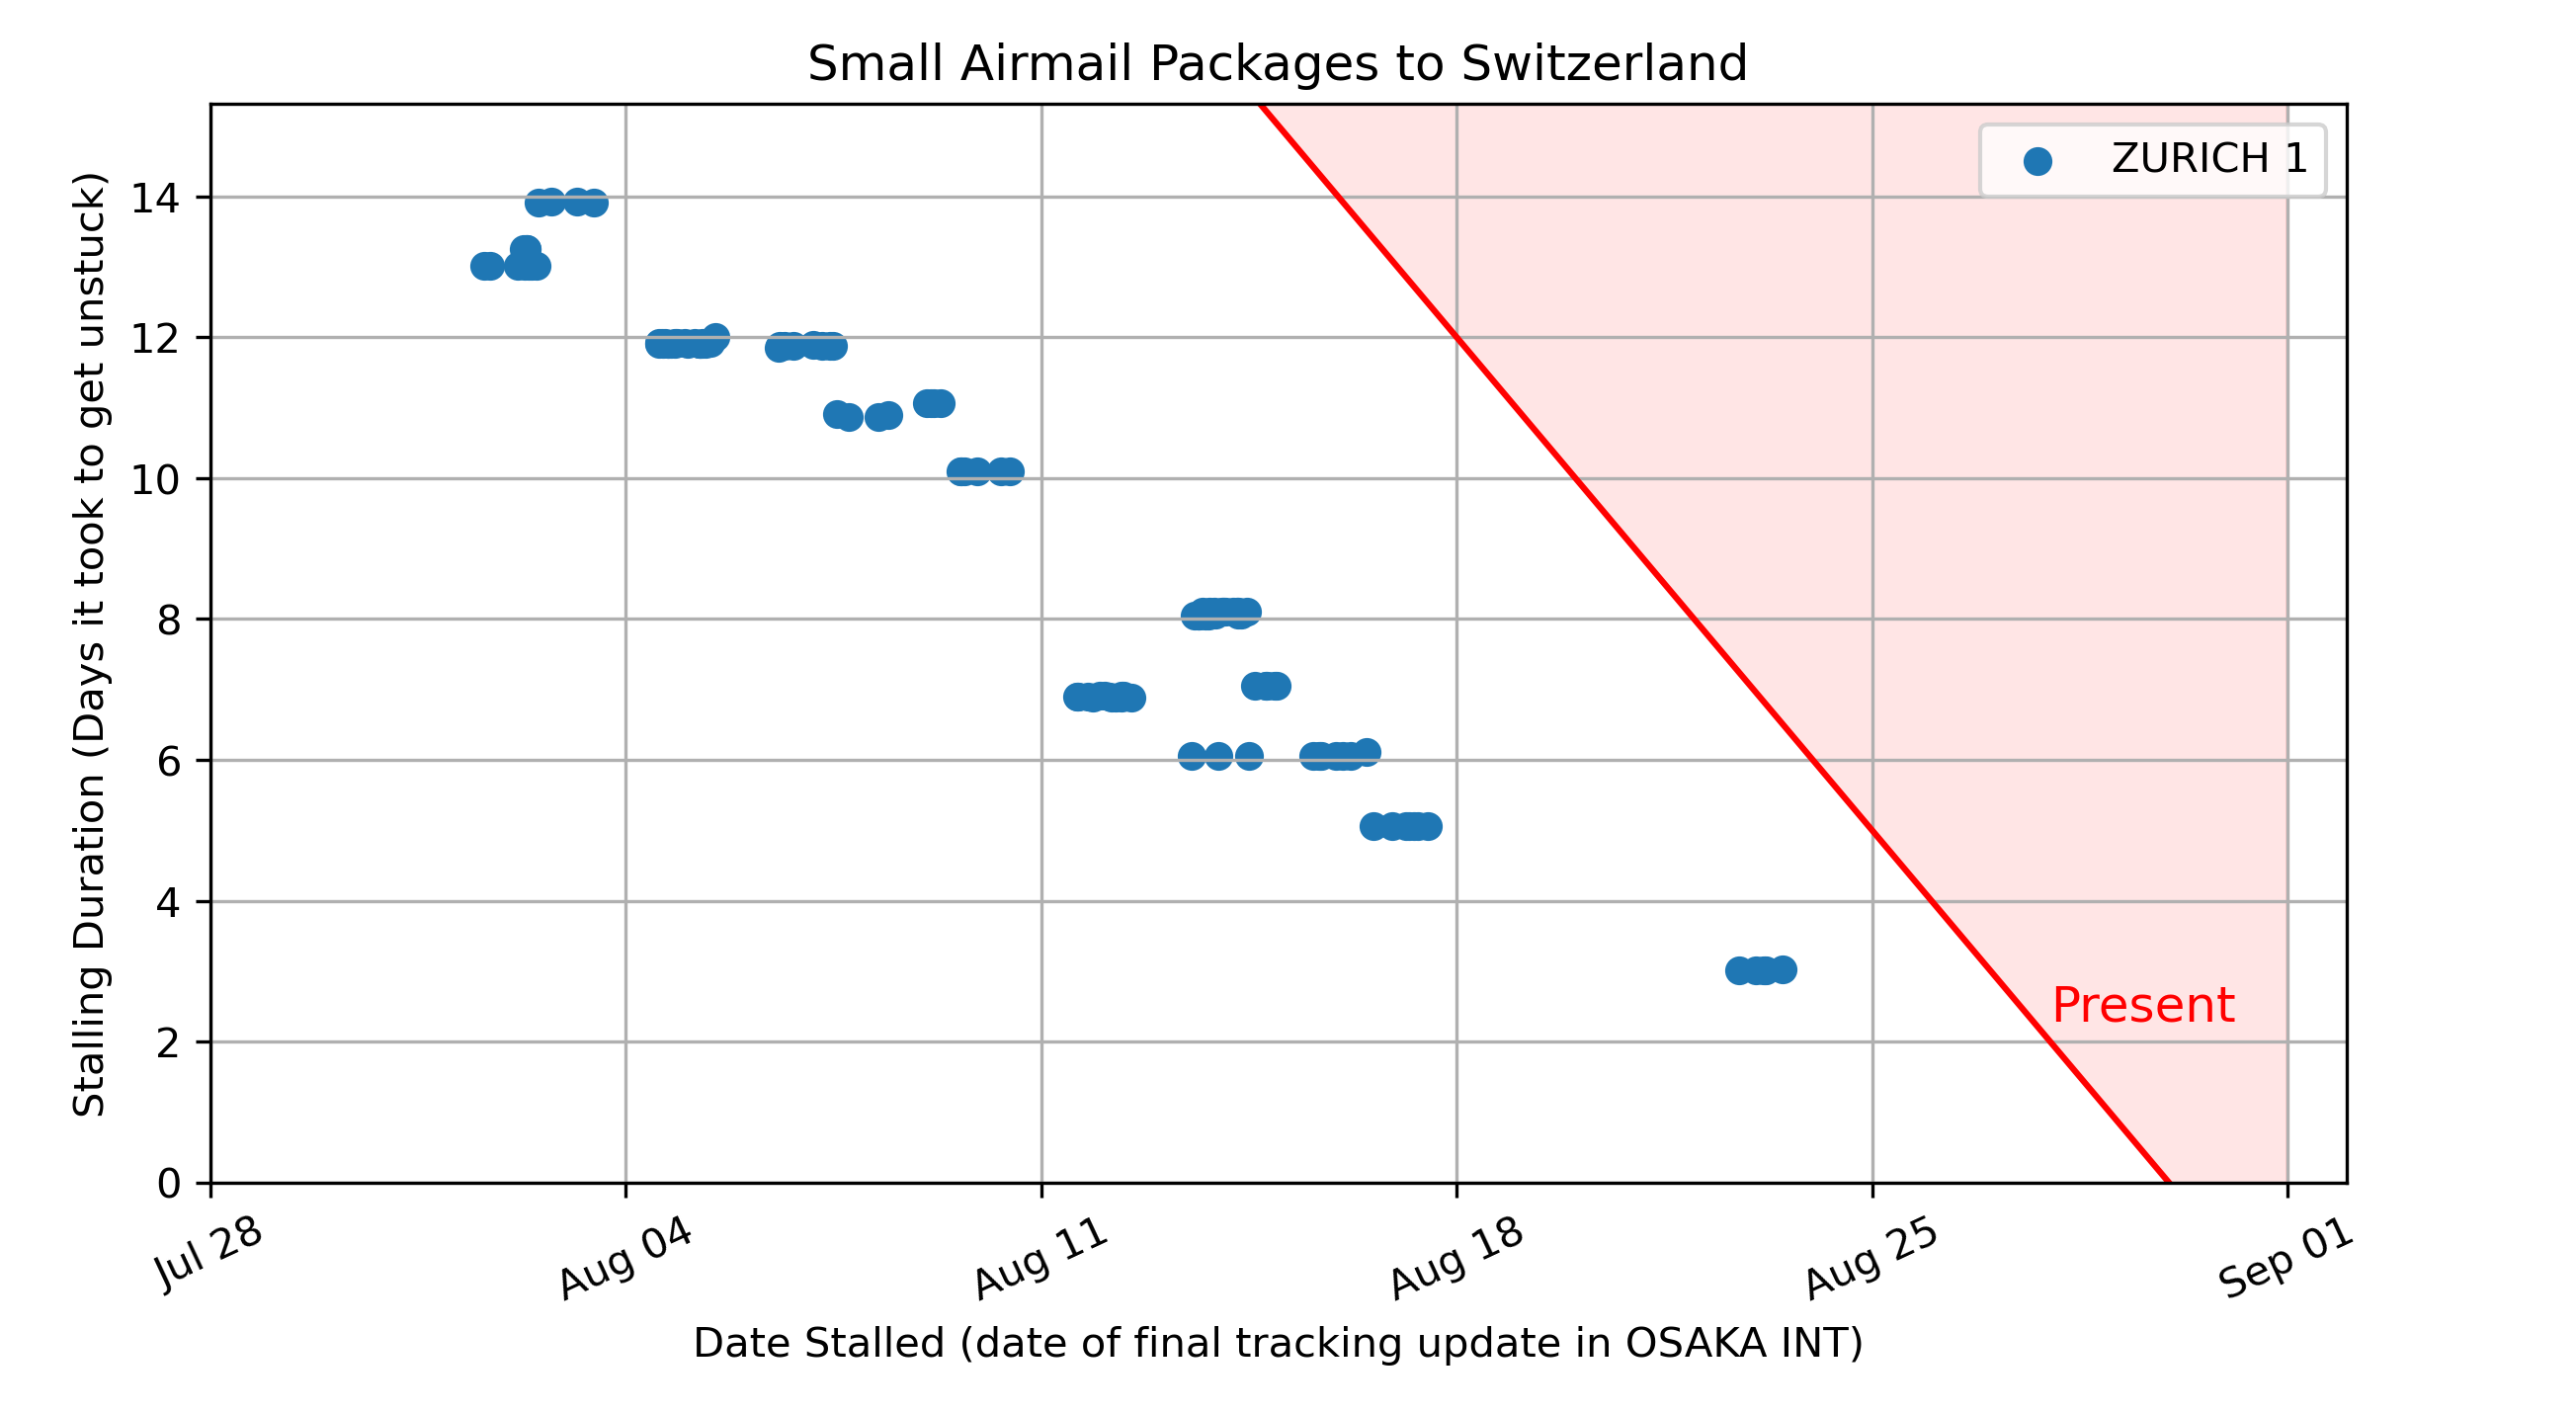 Small Airmail Packages to Switzerland
ZURICH 1
Stalling Duration (Days it took to get unstuck)
14
12
10
8
6
4
2
0
Present
Jul 28
Aug 04
Aug 11
Aug 18
Aug 25
Sep 01
Date Stalled (date of final tracking update in OSAKA INT)